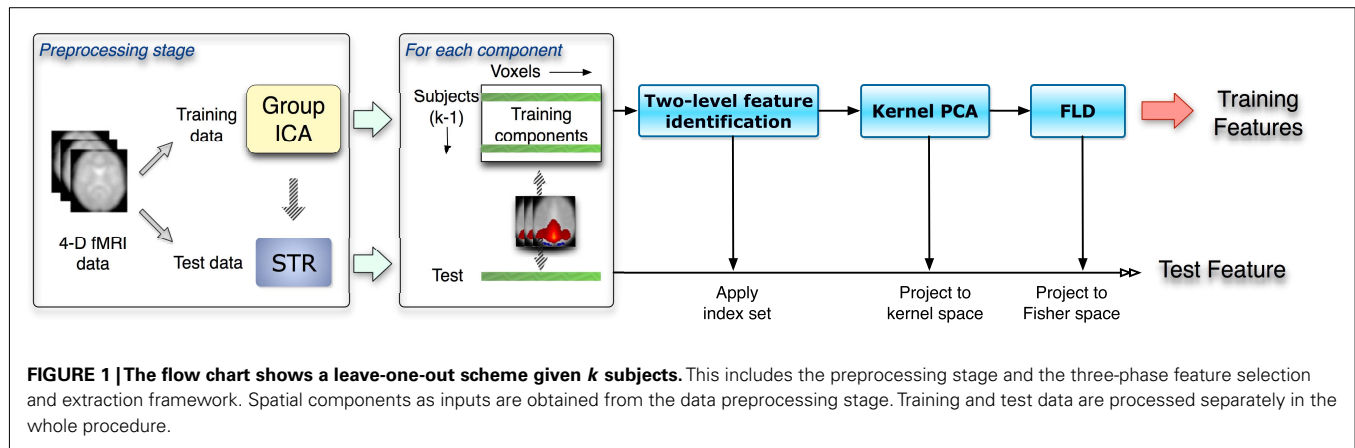 Preprocessing stage
Training
data
Group
ICA
4-D fMRI
data
Test data
STR
For each component
Voxels
Subjects
(k-1)
Training
components
Test
Two-level feature
identification
Kernel PCA
FLD
Training
Features
Apply
index set
Project to
kernel space
Project to
Fisher space
Test Feature
FIGURE 1 | The flow chart shows a leave-one-out scheme given k subjects. This includes the preprocessing stage and the three-phase feature selection
and extraction framework. Spatial components as inputs are obtained from the data preprocessing stage. Training and test data are processed separately in the
whole procedure.